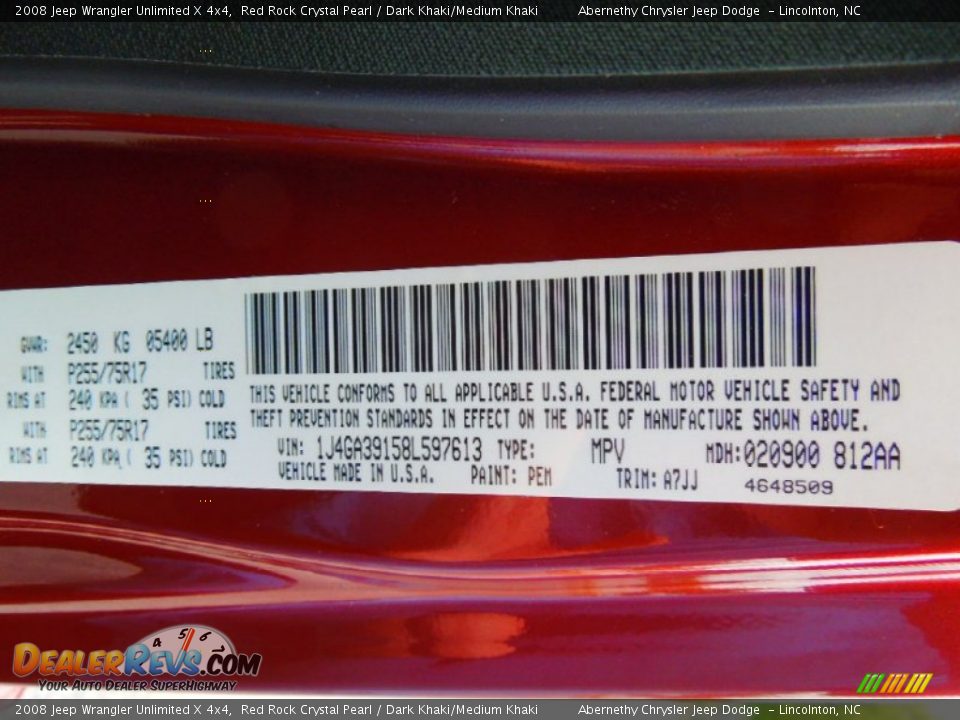 2008 Jeep Wrangler Unlimited X 4x4, Red Rock Crystal Pearl / Dark Khaki/Medium Khaki Abernethy Chrysler Jeep Dodge - Lincolnton, NC
GVWR: 2450 KG 05400 LB
WITH P255/75R17 TIRES
RIMS AT 240 KPA ( 35 PSI) COLD
WITH P255/75R17 TIRES
RIMS AT 240 KPA ( 35 PSI) COLD
THIS VEHICLE CONFORMS TO ALL APPLICABLE U.S.A. FEDERAL MOTOR VEHICLE SAFETY AND
THEFT PREVENTION STANDARDS IN EFFECT ON THE DATE OF MANUFACTURE SHOWN ABOVE.
VIN: 1J4GA39158L597613 TYPE: MPV MDH:020900 812AA
VEHICLE MADE IN U.S.A. PAINT: PEM TRIM: A7JJ 4648509
4 5 6
DEALERREVS.COM
YOUR AUTO DEALER SUPERHIGHWAY
2008 Jeep Wrangler Unlimited X 4x4, Red Rock Crystal Pearl / Dark Khaki/Medium Khaki Abernethy Chrysler Jeep Dodge - Lincolnton, NC